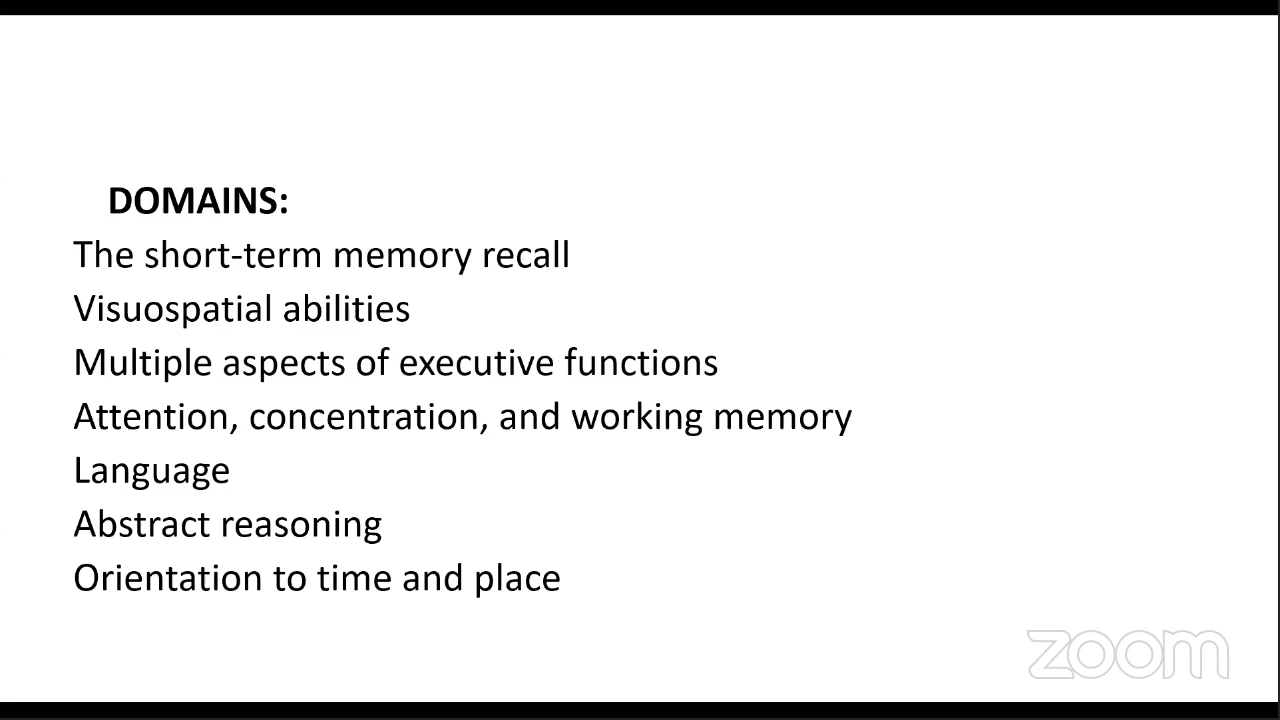 DOMAINS:
The short-term memory recall
Visuospatial abilities
Multiple aspects of executive functions
Attention, concentration, and working memory
Language
Abstract reasoning
Orientation to time and place
zoom